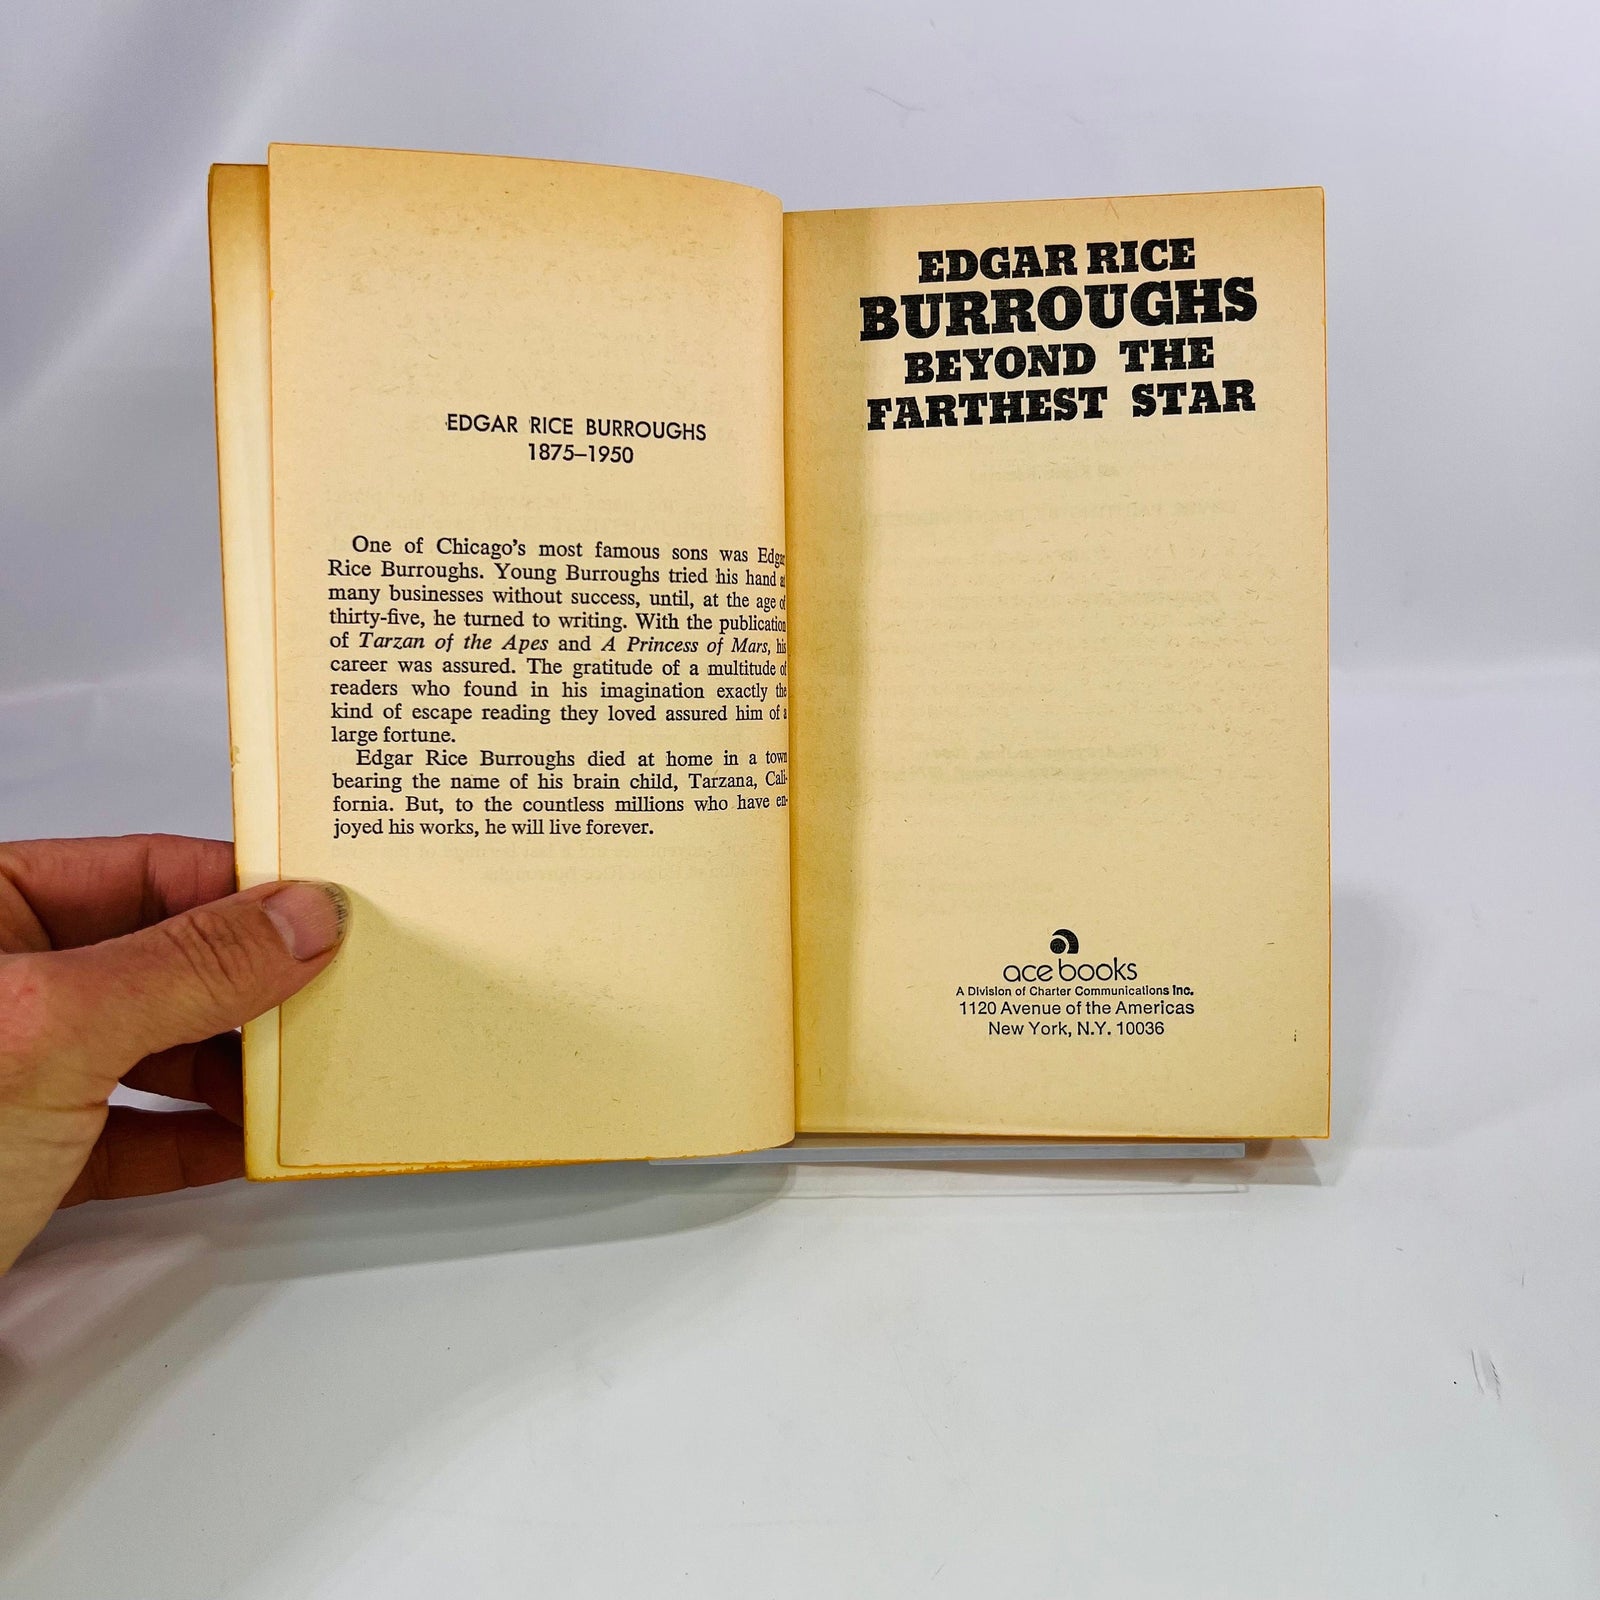 EDGAR RICE BURROUGHS
1875–1950
One of Chicago's most famous sons was Edgar
Rice Burroughs. Young Burroughs tried his hand at
many businesses without success, until, at the age of
thirty-five, he turned to writing. With the publication
of Tarzan of the Apes and A Princess of Mars, his
career was assured. The gratitude of a multitude of
readers who found in his imagination exactly the
kind of escape reading they loved assured him of a
large fortune.
Edgar Rice Burroughs died at home in a town
bearing the name of his brain child, Tarzana, Cali-
fornia. But, to the countless millions who have en-
joyed his works, he will live forever.
EDGAR RICE
BURROUGHS
BEYOND THE
FARTHEST STAR
ace books
A Division of Charter Communications Inc.
1120 Avenue of the Americas
New York, N.Y. 10036